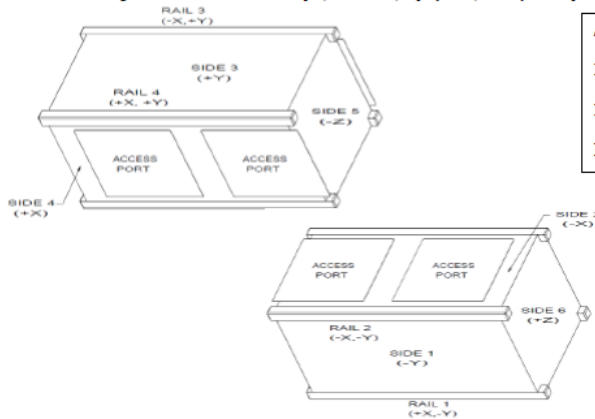 RAIL 3
(-X,+Y)
SIDE 3
(+Y)
RAIL 4
(+X, +Y)
SIDE 5
(-Z)
ACCESS
PORT
ACCESS
PORT
SIDE 4
(+X)
SIDE
(-X)
ACCESS
PORT
ACCESS
PORT
SIDE 6
(+Z)
RAIL 2
(-X,-Y)
SIDE 1
(-Y)
RAIL 1
(+X,-Y)